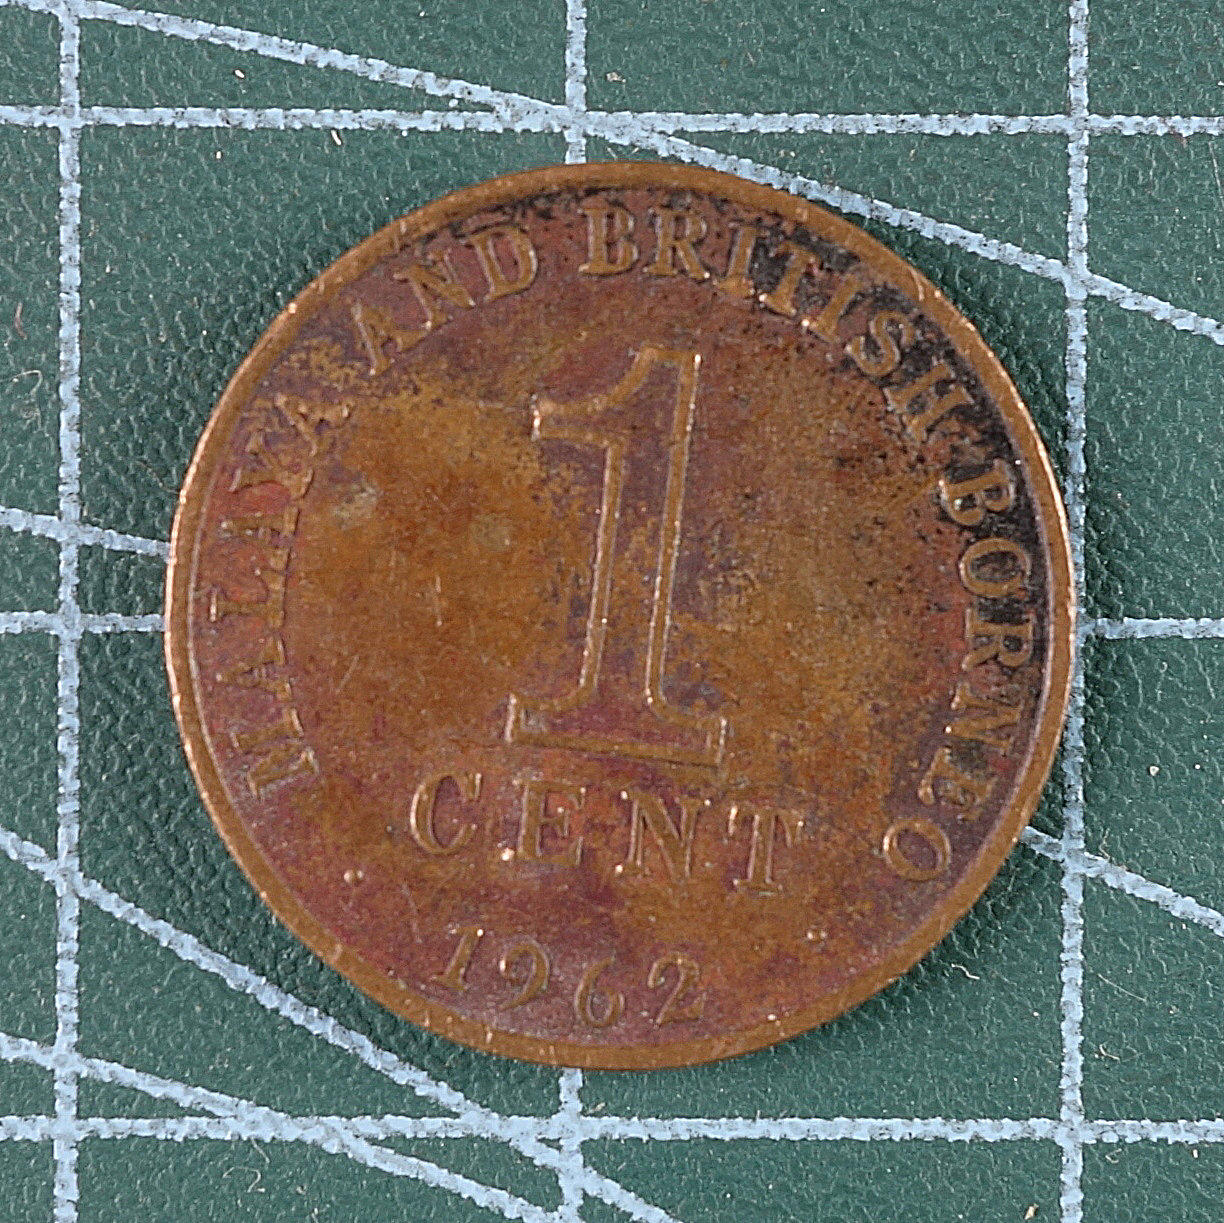 MALAYA AND BRITISH BORNEO
1
CENT
1962